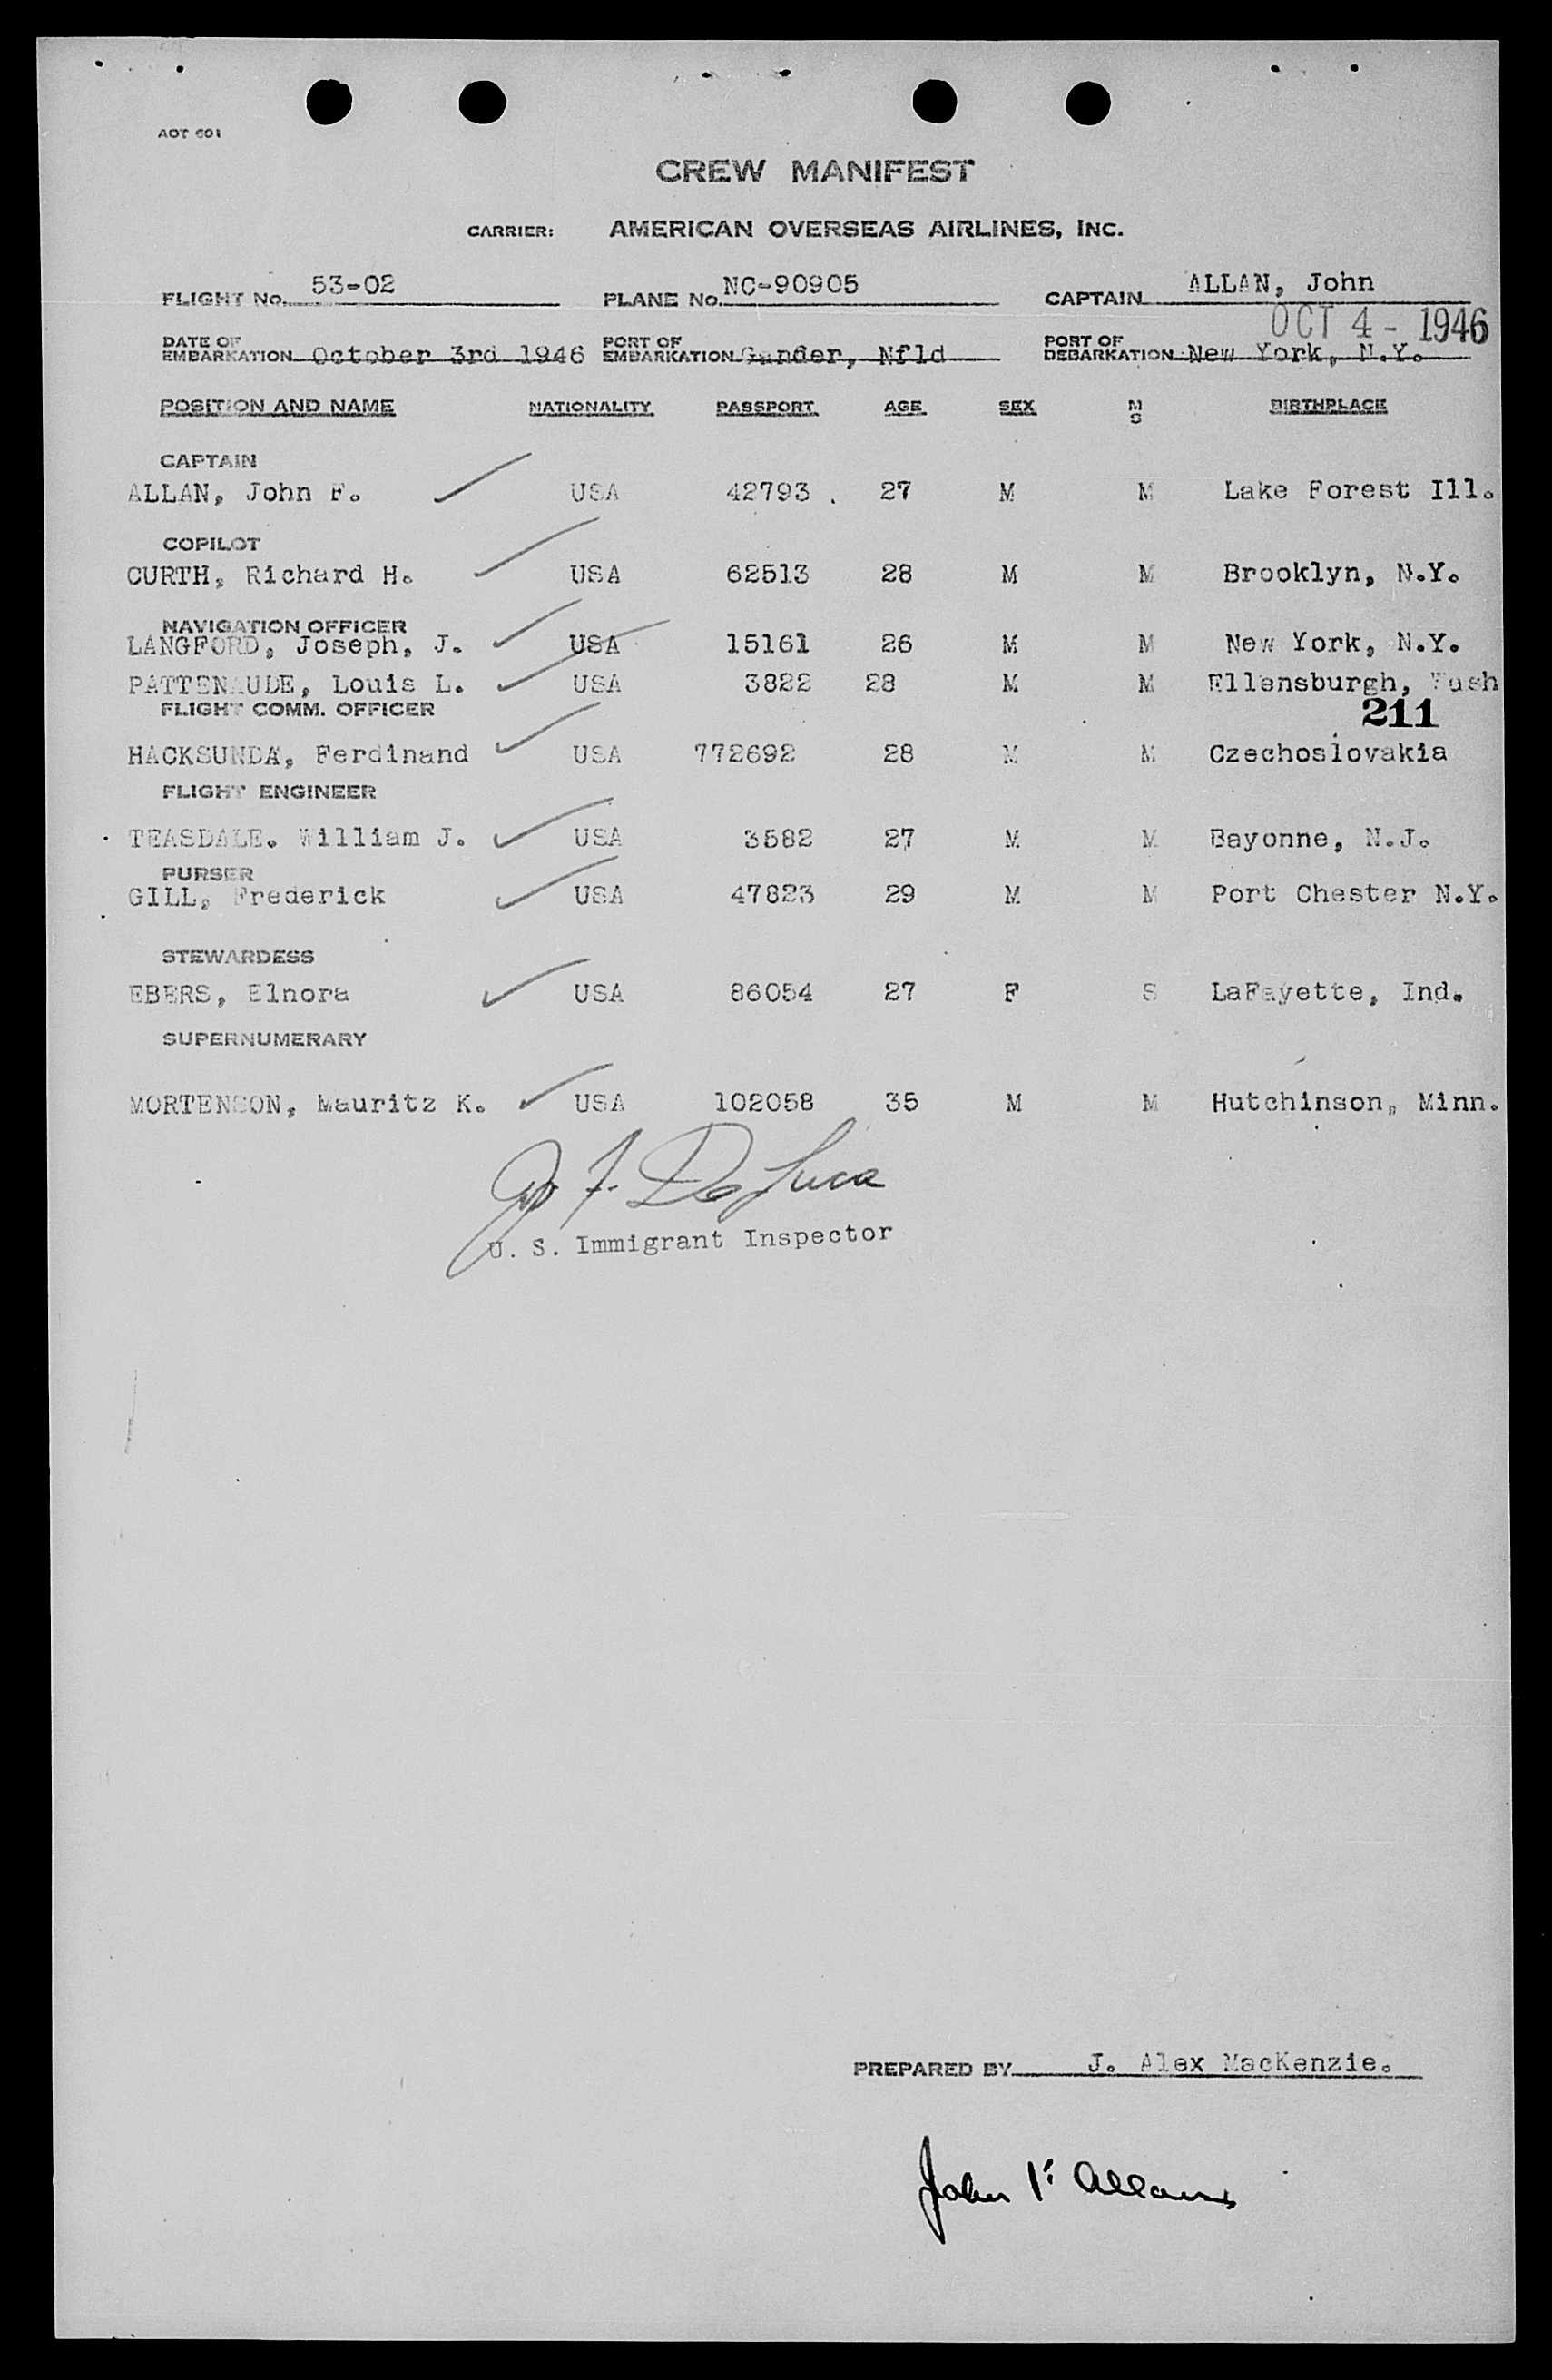 AOT 601
CREW MANIFEST
CARRIER: AMERICAN OVERSEAS AIRLINES, INC.
FLIGHT No. 53-02 PLANE No. NC-90905 CAPTAIN ALLAN, John
OCT 4 - 1946
DATE OF EMBARKATION October 3rd 1946 PORT OF EMBARKATION Gander, Nfld PORT OF DEBARKATION New York, N.Y.
POSITION AND NAME NATIONALITY PASSPORT AGE SEX M S BIRTHPLACE
CAPTAIN
ALLAN, John F. USA 42793 . 27 M M Lake Forest Ill.
COPILOT
CURTH, Richard H. USA 62513 28 M M Brooklyn, N.Y.
NAVIGATION OFFICER
LANGFORD, Joseph, J. USA 15161 26 M M New York, N.Y.
PATTENAUDE, Louis L. USA 3822 28 M M Ellensburgh, Wash
FLIGHT COMM. OFFICER
211
HACKSUNDA, Ferdinand USA 772692 28 M M Czechoslovakia
FLIGHT ENGINEER
TEASDALE. William J. USA 3582 27 M M Bayonne, N.J.
PURSER
GILL, Frederick USA 47823 29 M M Port Chester N.Y.
STEWARDESS
EBERS, Elnora USA 86054 27 F S LaFayette, Ind.
SUPERNUMERARY
MORTENSON, Mauritz K. USA 102058 35 M M Hutchinson, Minn.
F. De Luca
U. S. Immigrant Inspector
PREPARED BY J. Alex MacKenzie.
John F Allan